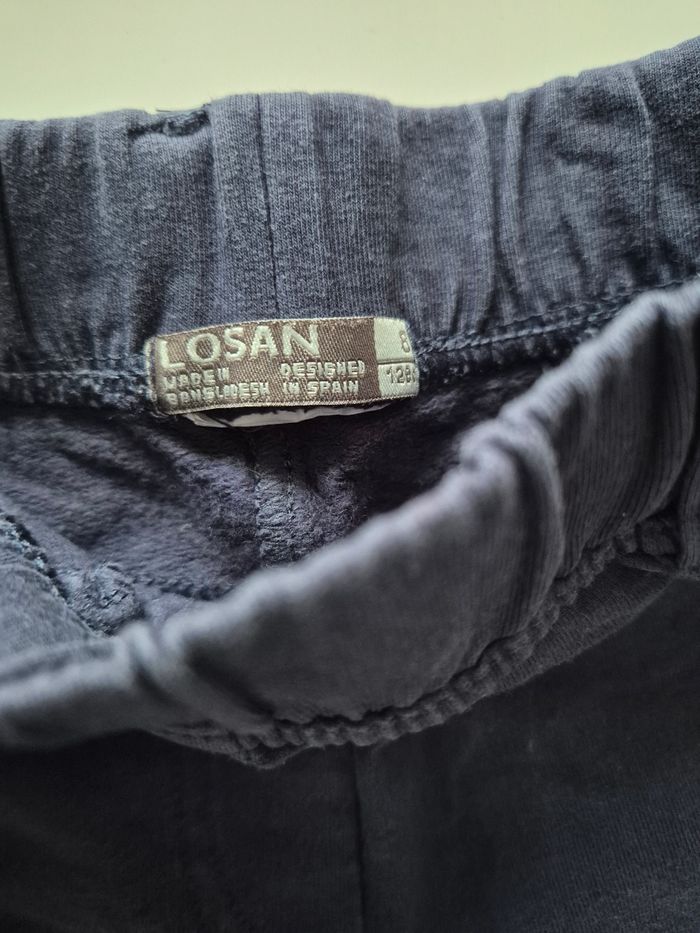 LOSAN
MADE IN
BANGLADESH
DESIGNED
IN SPAIN
8
128